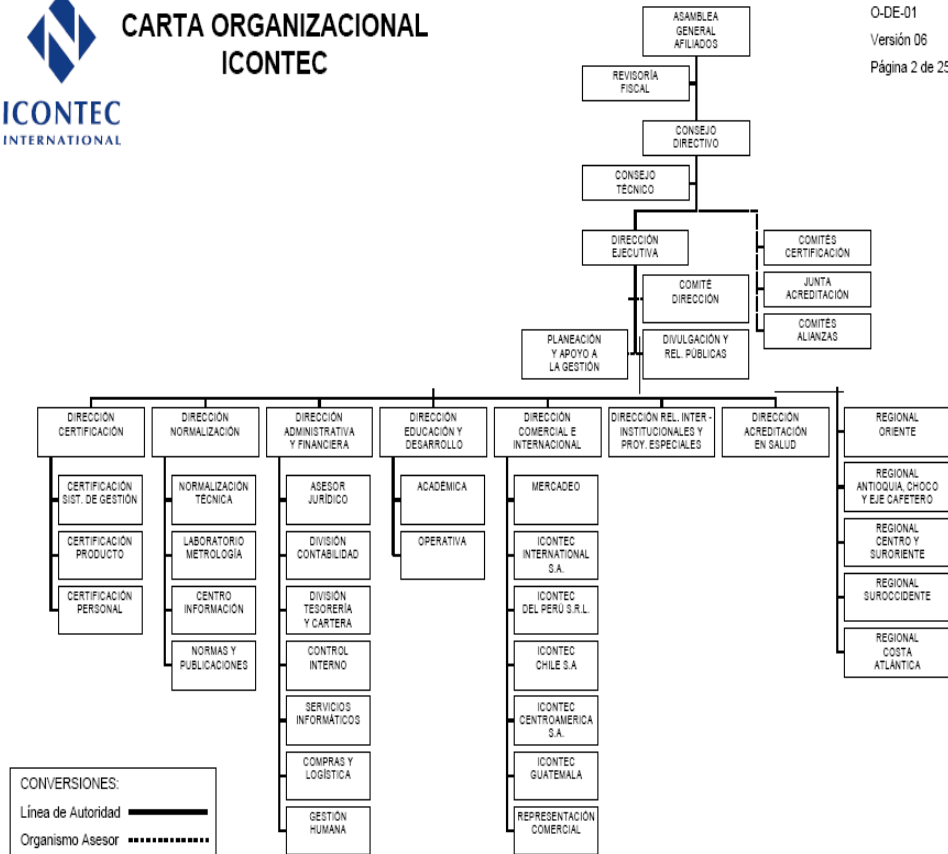 CARTA ORGANIZACIONAL
ICONTEC
ICONTEC
INTERNATIONAL
O-DE-01
Versión 06
Página 2 de 25
ASAMBLEA
GENERAL
AFILIADOS
REVISORÍA
FISCAL
CONSEJO
DIRECTIVO
CONSEJO
TÉCNICO
DIRECCIÓN
EJECUTIVA
COMITÉS
CERTIFICACIÓN
COMITÉ
DIRECCIÓN
JUNTA
ACREDITACIÓN
COMITÉS
ALIANZAS
PLANEACIÓN
Y APOYO A
LA GESTIÓN
DIVULGACIÓN Y
REL. PÚBLICAS
DIRECCIÓN
CERTIFICACIÓN
DIRECCIÓN
NORMALIZACIÓN
DIRECCIÓN
ADMINISTRATIVA
Y FINANCIERA
DIRECCIÓN
EDUCACIÓN Y
DESARROLLO
DIRECCIÓN
COMERCIAL E
INTERNACIONAL
DIRECCIÓN REL. INTER -
INSTITUCIONALES Y
PROY. ESPECIALES
DIRECCIÓN
ACREDITACIÓN
EN SALUD
REGIONAL
ORIENTE
CERTIFICACIÓN
SIST. DE GESTIÓN
CERTIFICACIÓN
PRODUCTO
CERTIFICACIÓN
PERSONAL
NORMALIZACIÓN
TÉCNICA
LABORATORIO
METROLOGÍA
CENTRO
INFORMACIÓN
NORMAS Y
PUBLICACIONES
ASESOR
JURÍDICO
DIVISIÓN
CONTABILIDAD
DIVISIÓN
TESORERÍA
Y CARTERA
CONTROL
INTERNO
SERVICIOS
INFORMÁTICOS
COMPRAS Y
LOGÍSTICA
GESTIÓN
HUMANA
ACADÉMICA
OPERATIVA
MERCADEO
ICONTEC
INTERNATIONAL
S.A.
ICONTEC
DEL PERÚ S.R.L.
ICONTEC
CHILE S.A
ICONTEC
CENTROAMERICA
S.A.
ICONTEC
GUATEMALA
REPRESENTACIÓN
COMERCIAL
REGIONAL
ANTIOQUIA, CHOCO
Y EJE CAFETERO
REGIONAL
CENTRO Y
SURORIENTE
REGIONAL
SUROCCIDENTE
REGIONAL
COSTA
ATLÁNTICA
CONVERSIONES:
Línea de Autoridad
Organismo Asesor